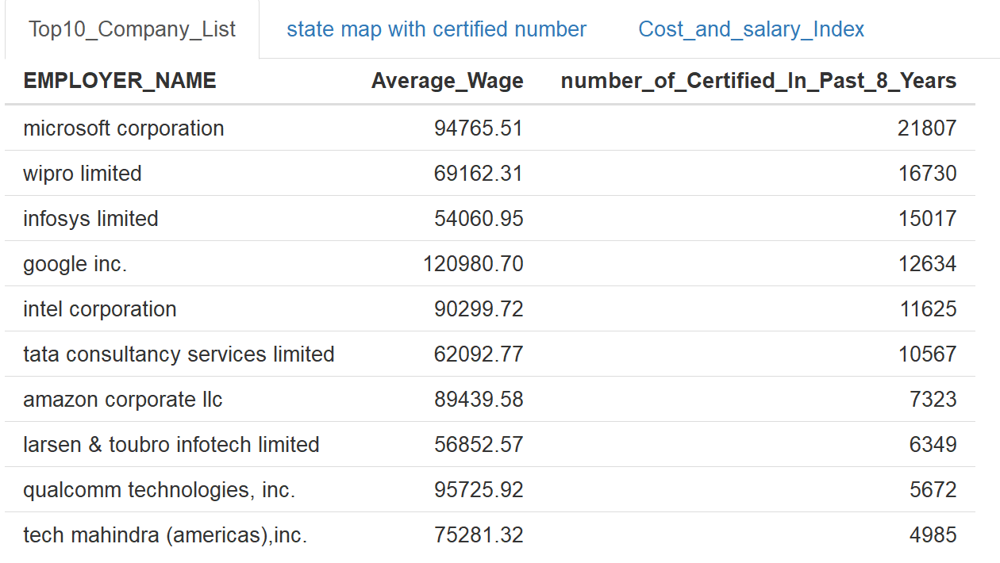 Top10_Company_List state map with certified number Cost_and_salary_Index
EMPLOYER_NAME Average_Wage number_of_Certified_In_Past_8_Years
microsoft corporation 94765.51 21807
wipro limited 69162.31 16730
infosys limited 54060.95 15017
google inc. 120980.70 12634
intel corporation 90299.72 11625
tata consultancy services limited 62092.77 10567
amazon corporate llc 89439.58 7323
larsen & toubro infotech limited 56852.57 6349
qualcomm technologies, inc. 95725.92 5672
tech mahindra (americas),inc. 75281.32 4985